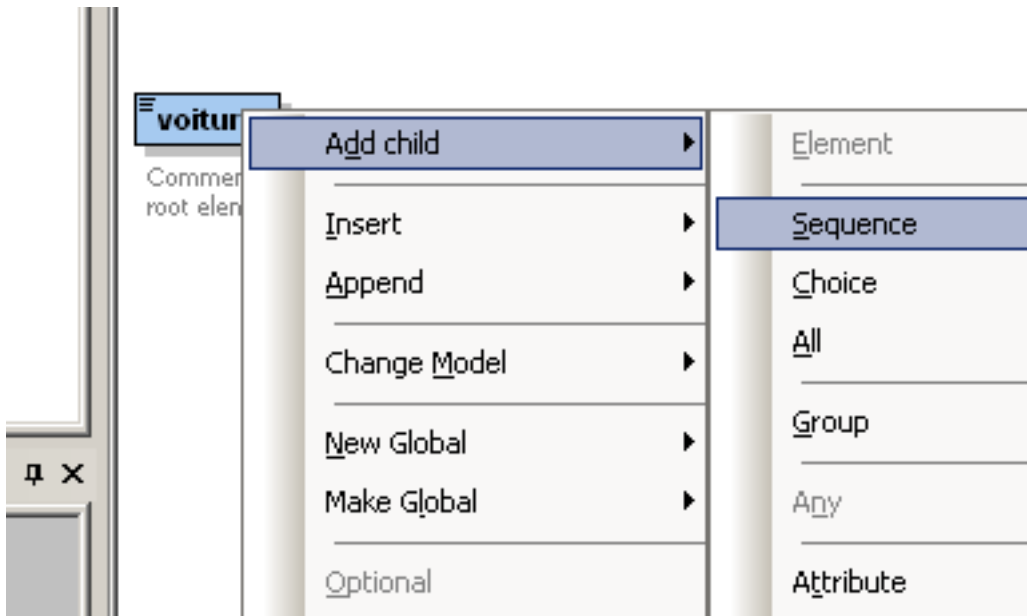 voitur
Commen
root elen
Add child
Insert
Append
Change Model
New Global
Make Global
Optional
Element
Sequence
Choice
All
Group
Any
Attribute